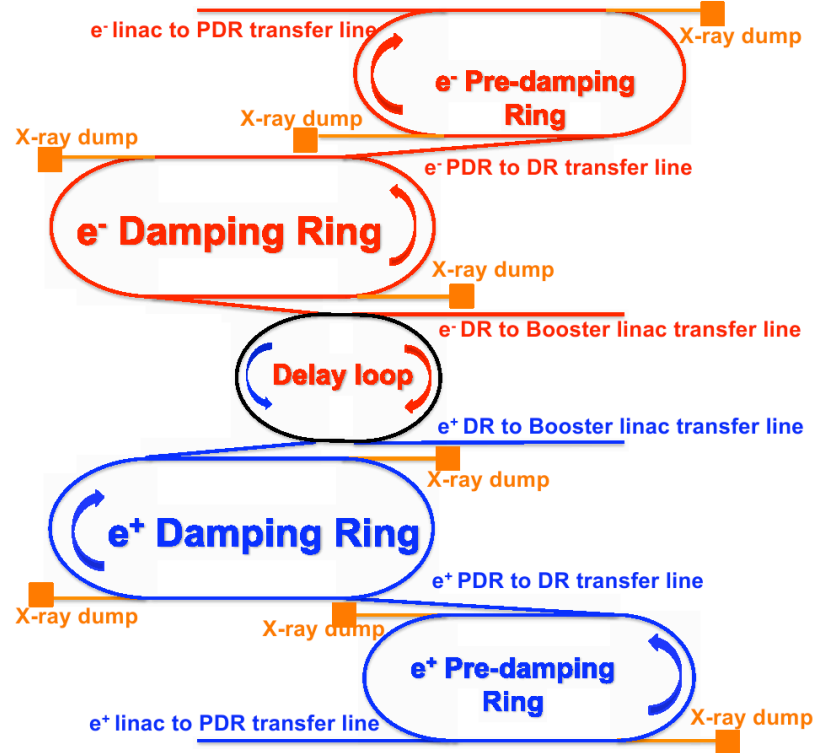 e⁻ linac to PDR transfer line
X-ray dump
e⁻ Pre-damping
Ring
X-ray dump
X-ray dump
e⁻ PDR to DR transfer line
e⁻ Damping Ring
X-ray dump
e⁻ DR to Booster linac transfer line
Delay loop
e⁺ DR to Booster linac transfer line
X-ray dump
e⁺ Damping Ring
e⁺ PDR to DR transfer line
X-ray dump
X-ray dump
e⁺ Pre-damping
Ring
e⁺ linac to PDR transfer line
X-ray dump